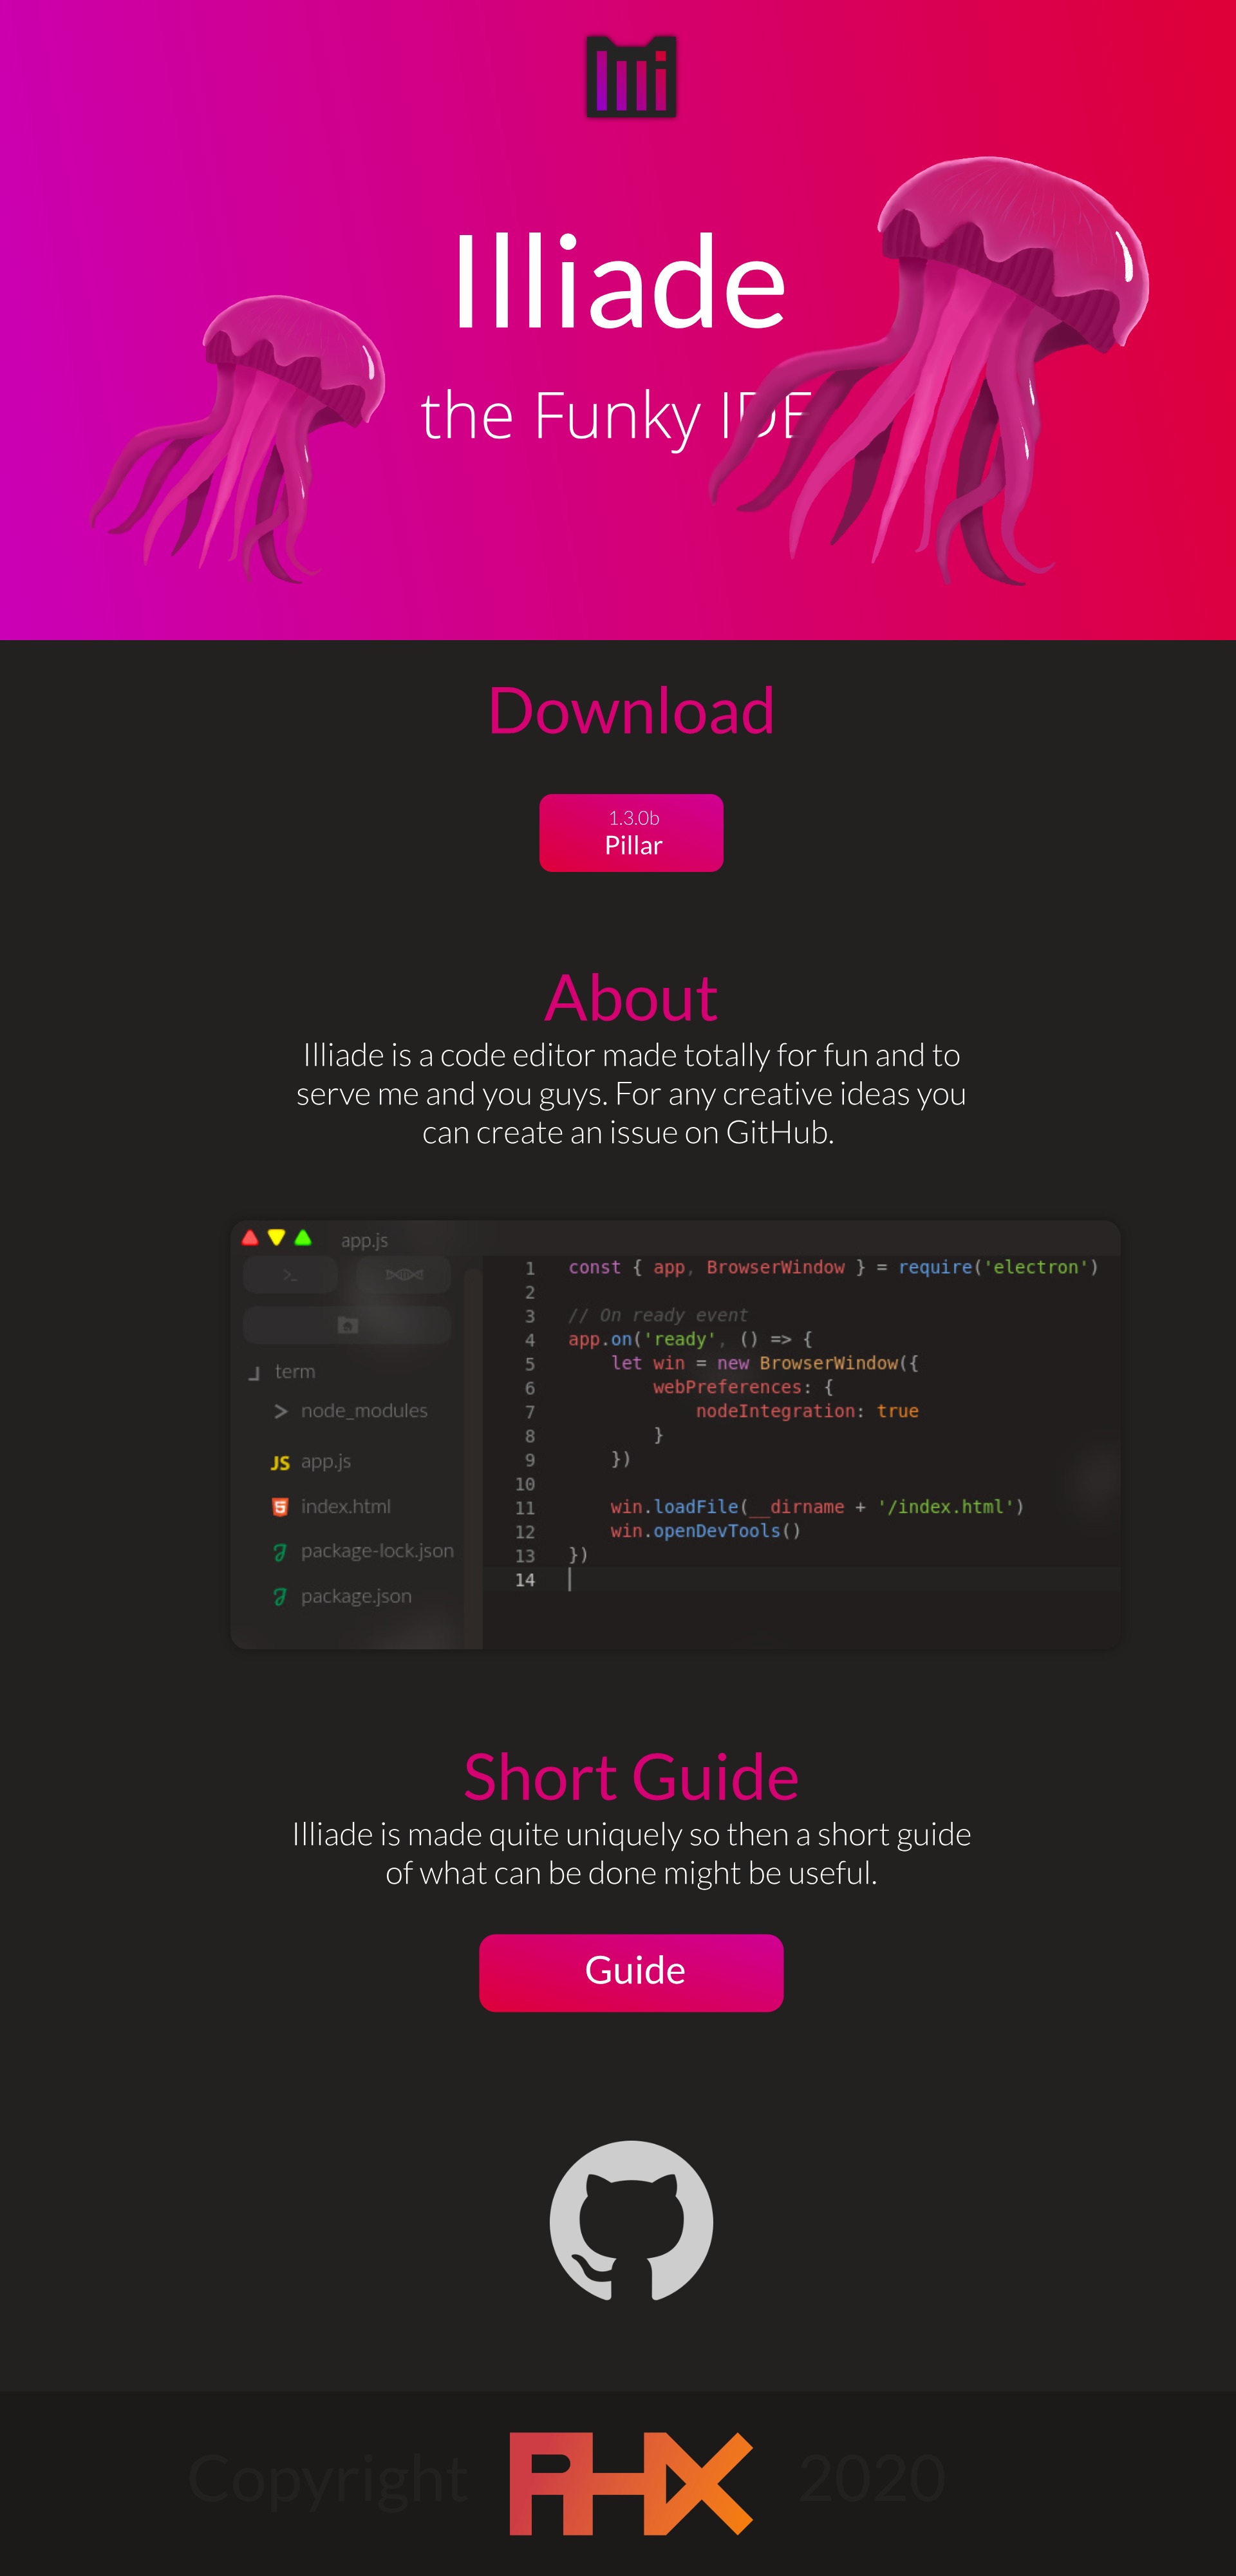 Illiade
the Funky IDE
Download
1.3.0b
Pillar
About
Illiade is a code editor made totally for fun and to
serve me and you guys. For any creative ideas you
can create an issue on GitHub.
app.js
>_
term
node_modules
JS app.js
index.html
package-lock.json
package.json
1 const { app, BrowserWindow } = require('electron')
2
3 // On ready event
4 app.on('ready', () => {
5 let win = new BrowserWindow({
6 webPreferences: {
7 nodeIntegration: true
8 }
9 })
10
11 win.loadFile(__dirname + '/index.html')
12 win.openDevTools()
13 })
14
Short Guide
Illiade is made quite uniquely so then a short guide
of what can be done might be useful.
Guide
Copyright PHX 2020